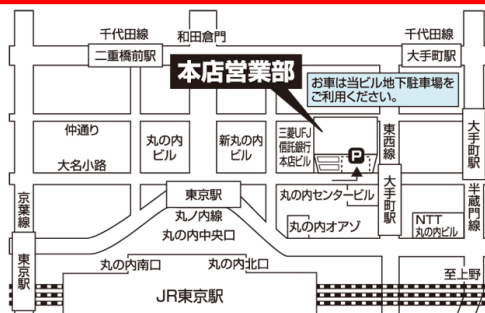 千代田線
和田倉門
千代田線
二重橋前駅
大手町駅
本店営業部
お車は当ビル地下駐車場を
ご利用ください。
仲通り
大名小路
丸の内
ビル
新丸の内
ビル
三菱UFJ
信託銀行
本店ビル
P
東西線
大手町駅
大手町駅
半蔵門線
東京駅
丸の内センタービル
丸ノ内線
丸の内中央口
丸の内オアゾ
NTT
丸の内ビル
京葉線
東京駅
丸の内南口
丸の内北口
至上野
JR東京駅